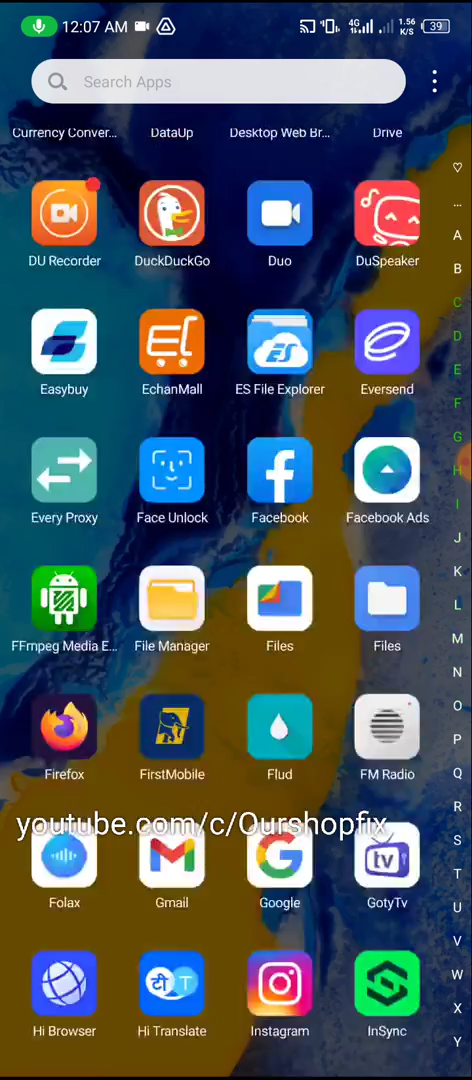 12:07 AM 4G 1.56 K/S 39
Search Apps
Currency Conver... DataUp Desktop Web Br... Drive
♡
...
A
DU Recorder DuckDuckGo Duo DuSpeaker
B
C
D
ES
E
Easybuy EchanMall ES File Explorer Eversend
F
G
H
I
Every Proxy Face Unlock Facebook Facebook Ads
J
K
L
FFmpeg Media E... File Manager Files Files
M
N
O
P
Firefox FirstMobile Flud FM Radio
Q
R
youtube.com/c/Ourshopfix
S
tv
T
Folax Gmail Google GotyTv
U
V
W
टी T
X
Hi Browser Hi Translate Instagram InSync
Y